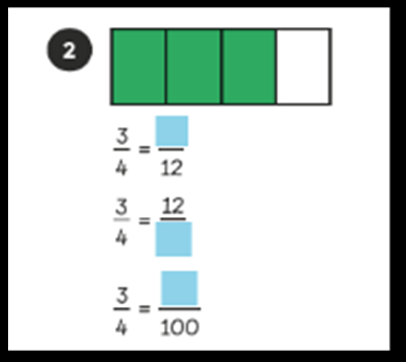 2
3/4 = /12
3/4 = 12/
3/4 = /100